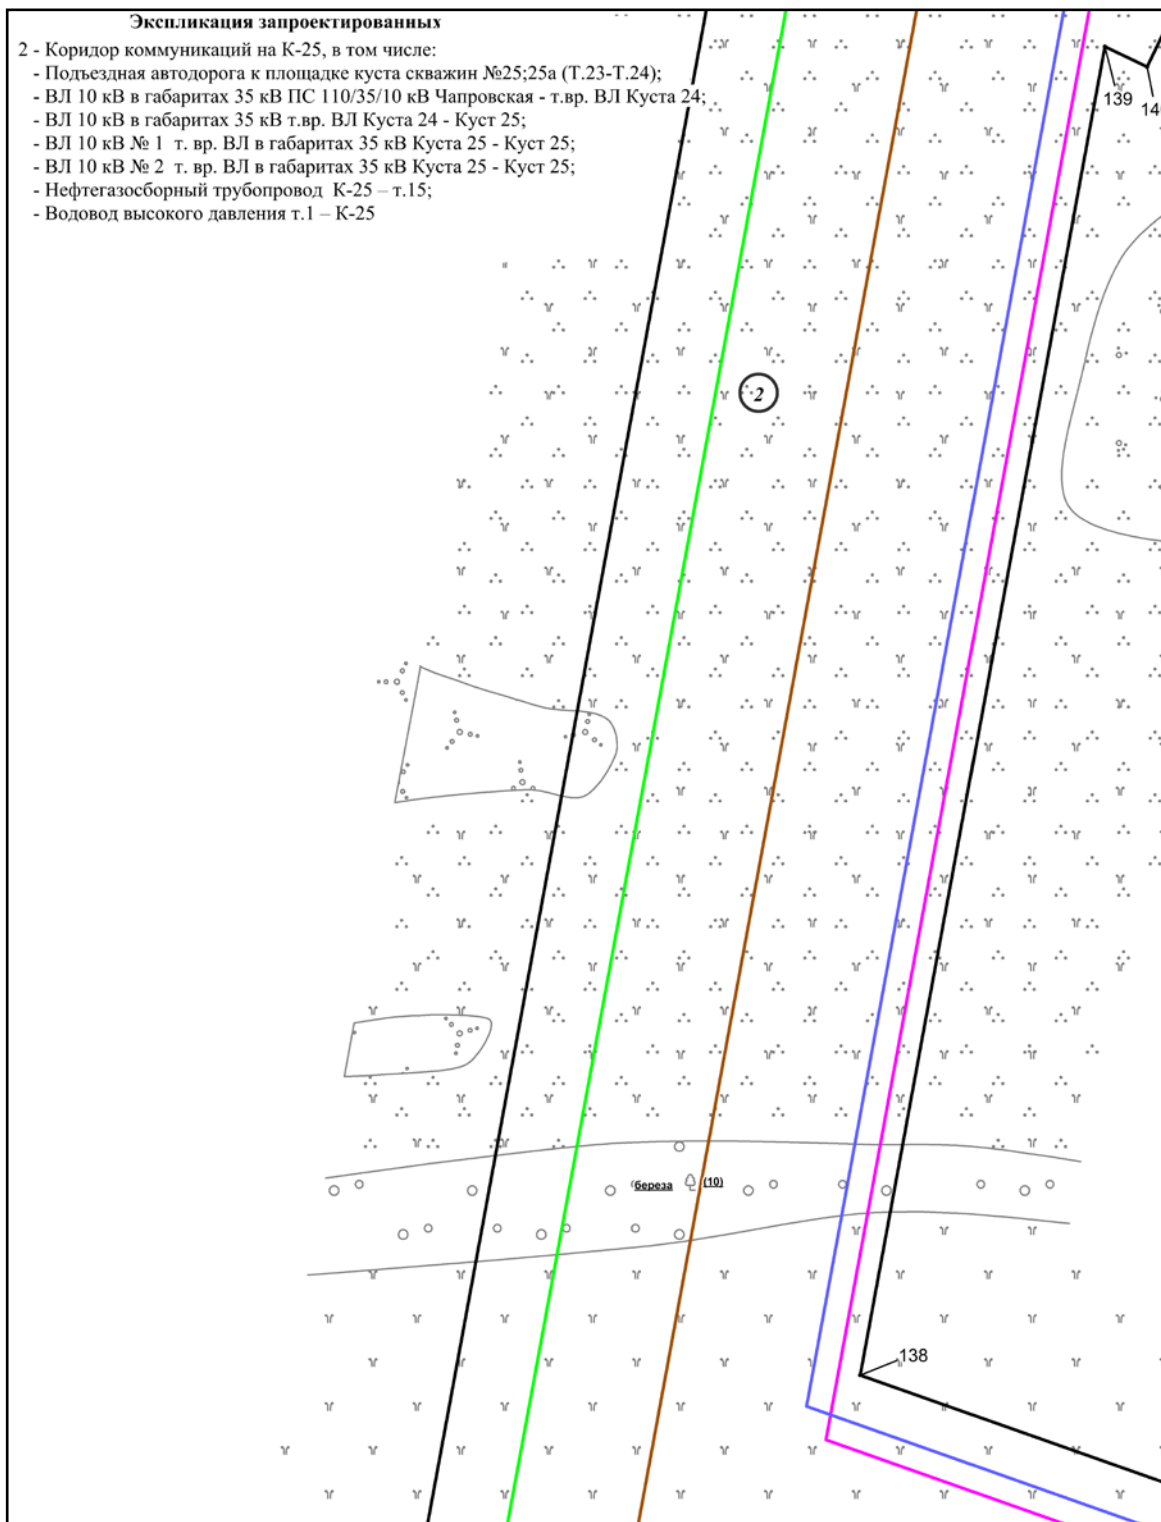 Экспликация запроектированных
2 - Коридор коммуникаций на К-25, в том числе:
- Подъездная автодорога к площадке куста скважин №25;25а (Т.23-Т.24);
- ВЛ 10 кВ в габаритах 35 кВ ПС 110/35/10 кВ Чапровская - т.вр. ВЛ Куста 24;
- ВЛ 10 кВ в габаритах 35 кВ т.вр. ВЛ Куста 24 - Куст 25;
- ВЛ 10 кВ № 1 т. вр. ВЛ в габаритах 35 кВ Куста 25 - Куст 25;
- ВЛ 10 кВ № 2 т. вр. ВЛ в габаритах 35 кВ Куста 25 - Куст 25;
- Нефтегазосборный трубопровод К-25 – т.15;
- Водовод высокого давления т.1 – К-25
139
2
береза (10)
138